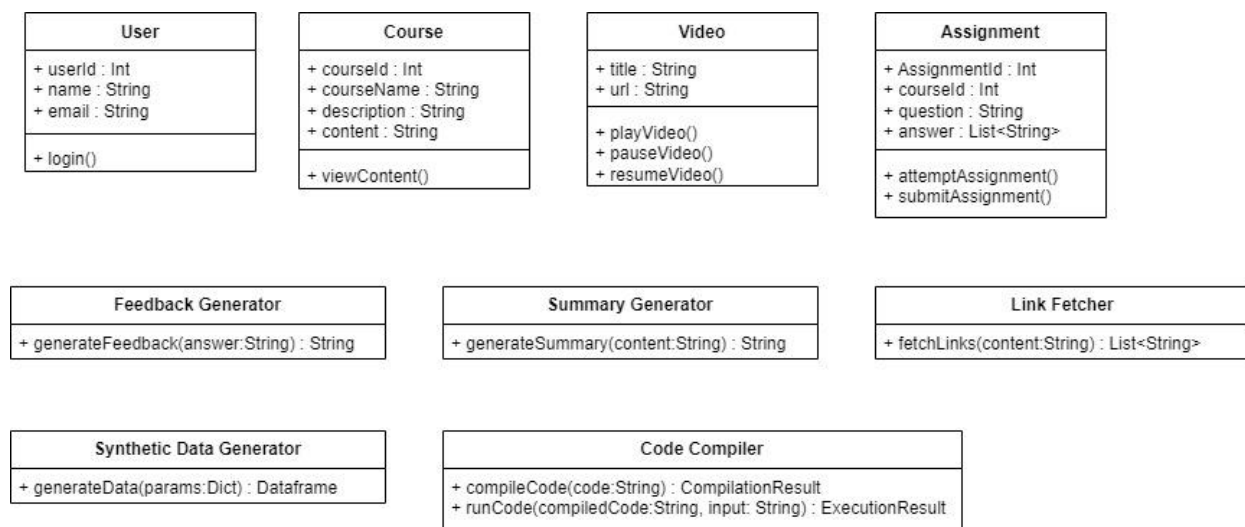 User
+ userId : Int
+ name : String
+ email : String
+ login()
Course
+ courseId : Int
+ courseName : String
+ description : String
+ content : String
+ viewContent()
Video
+ title : String
+ url : String
+ playVideo()
+ pauseVideo()
+ resumeVideo()
Assignment
+ AssignmentId : Int
+ courseId : Int
+ question : String
+ answer : List<String>
+ attemptAssignment()
+ submitAssignment()
Feedback Generator
+ generateFeedback(answer:String) : String
Summary Generator
+ generateSummary(content:String) : String
Link Fetcher
+ fetchLinks(content:String) : List<String>
Synthetic Data Generator
+ generateData(params:Dict) : Dataframe
Code Compiler
+ compileCode(code:String) : CompilationResult
+ runCode(compiledCode:String, input: String) : ExecutionResult